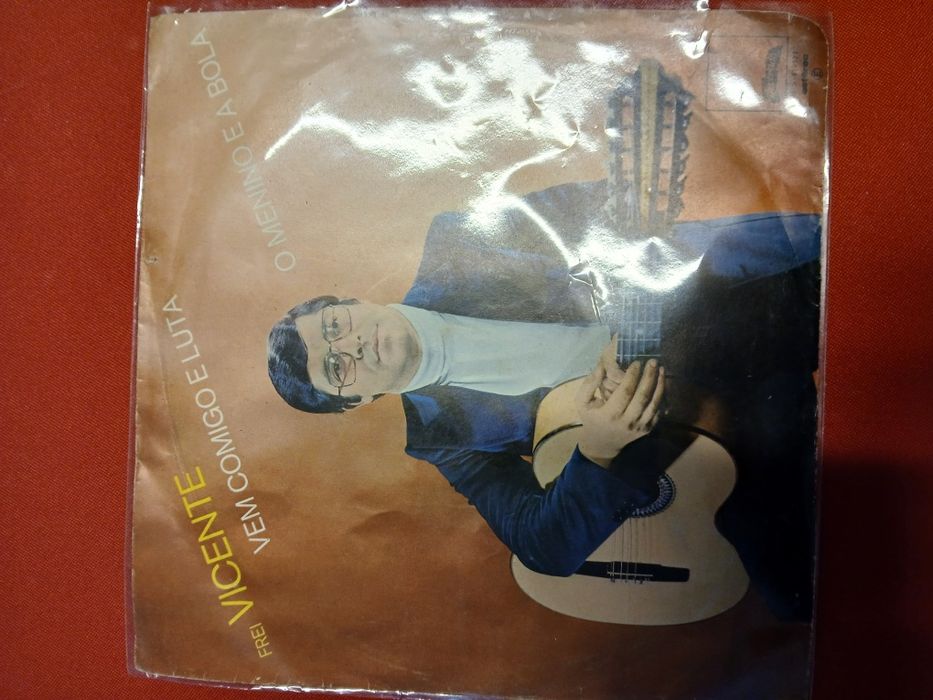 FREI VICENTE
VEM COMIGO E LUTA
O MENINO E A BOLA